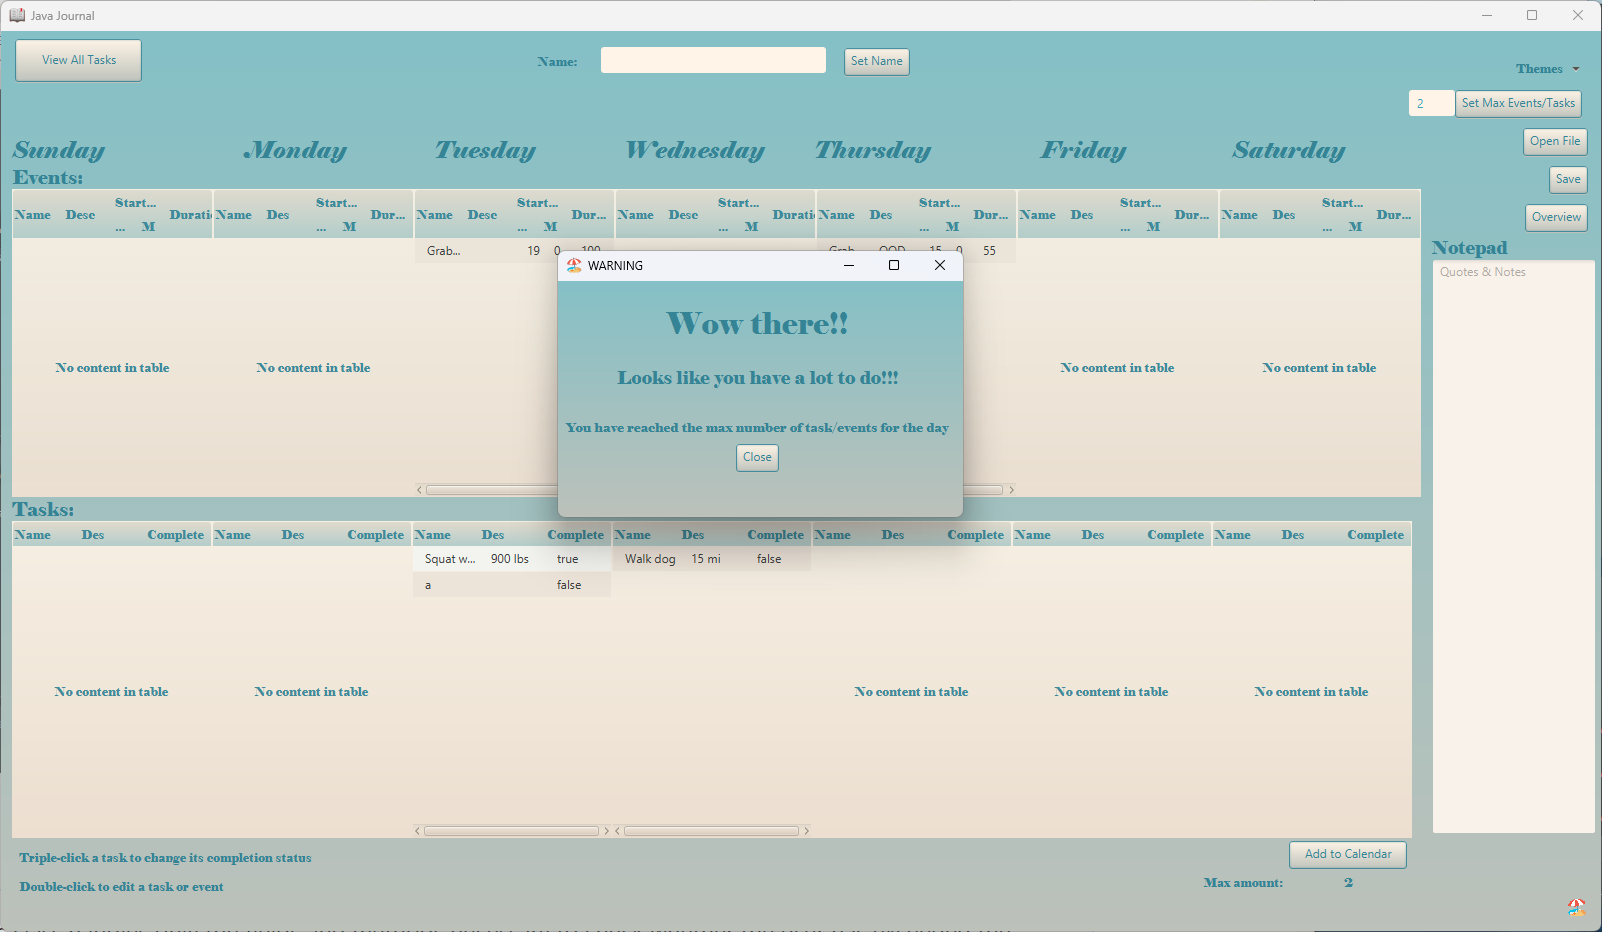 Java Journal
View All Tasks
Name:
Set Name
Themes
2
Set Max Events/Tasks
Sunday Monday Tuesday Wednesday Thursday Friday Saturday
Open File
Events:
Save
Name Desc Start... ... M Durati
Name Des Start... ... M Dur...
Name Desc Start... ... M Dur...
Name Desc Start... ... M Durati
Name Des Start... ... M Dur...
Name Des Start... ... M Dur...
Name Des Start... ... M Dur...
Overview
Notepad
Quotes & Notes
Grab... 19 0 100
Grab OOD 15 0 55
WARNING
Wow there!!
Looks like you have a lot to do!!!
You have reached the max number of task/events for the day
Close
No content in table No content in table No content in table No content in table
Tasks:
Name Des Complete Name Des Complete Name Des Complete Name Des Complete Name Des Complete Name Des Complete Name Des Complete
Squat w... 900 lbs true Walk dog 15 mi false
a false
No content in table No content in table No content in table No content in table No content in table
Triple-click a task to change its completion status
Add to Calendar
Double-click to edit a task or event
Max amount: 2